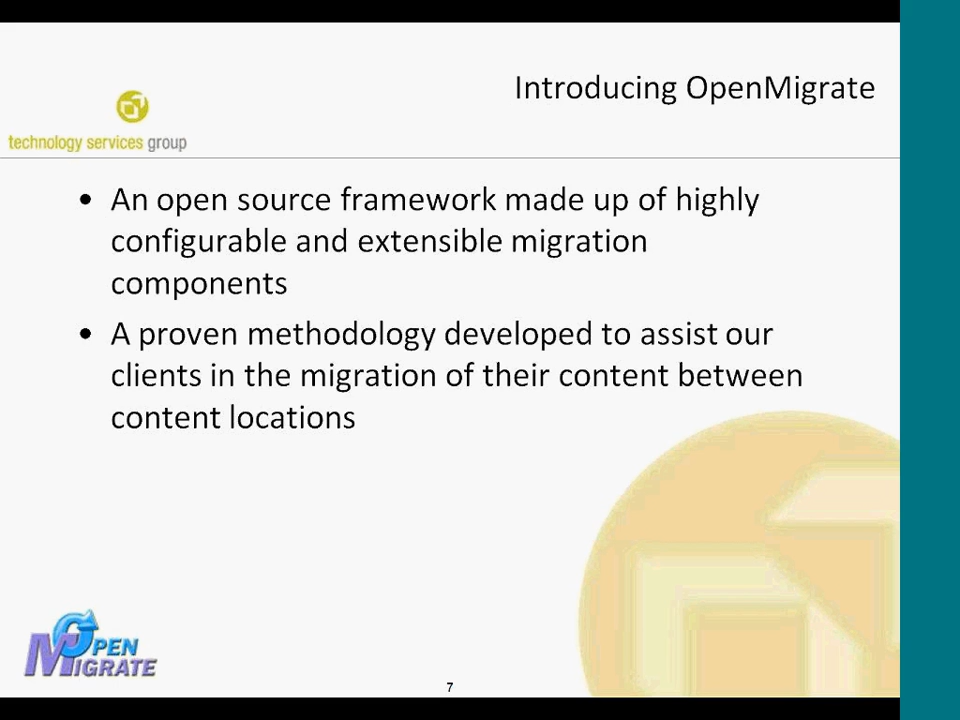 Introducing OpenMigrate
technology services group
• An open source framework made up of highly
configurable and extensible migration
components
• A proven methodology developed to assist our
clients in the migration of their content between
content locations
OPEN
MIGRATE
7